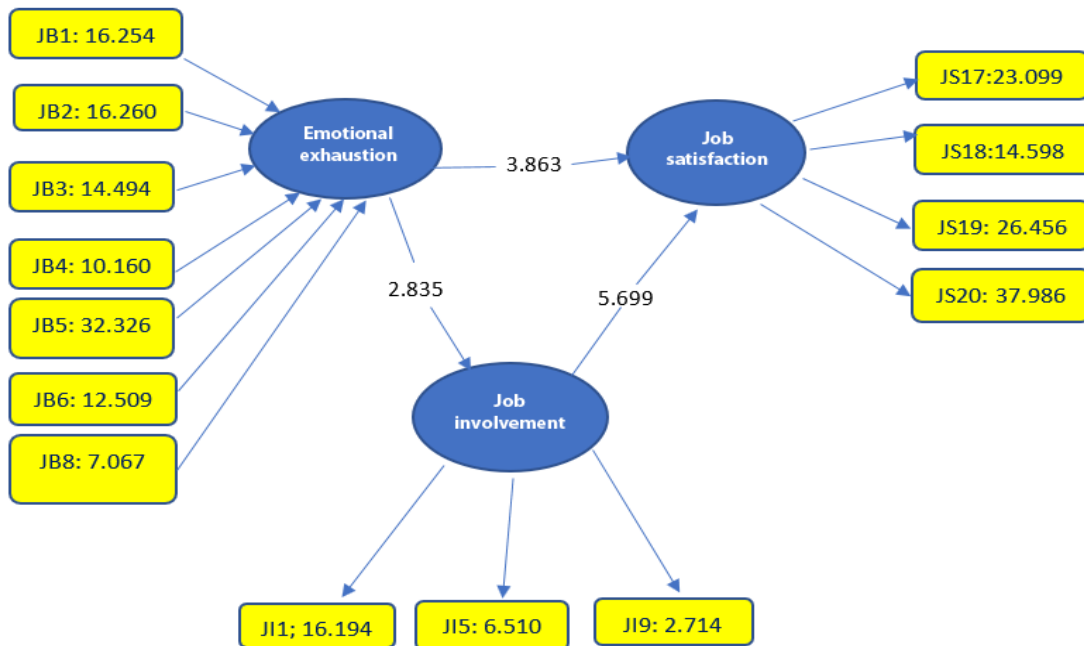 JB1: 16.254
JB2: 16.260
JB3: 14.494
JB4: 10.160
JB5: 32.326
JB6: 12.509
JB8: 7.067
Emotional
exhaustion
3.863
2.835
5.699
Job
satisfaction
Job
involvement
JS17:23.099
JS18:14.598
JS19: 26.456
JS20: 37.986
JI1; 16.194
JI5: 6.510
JI9: 2.714